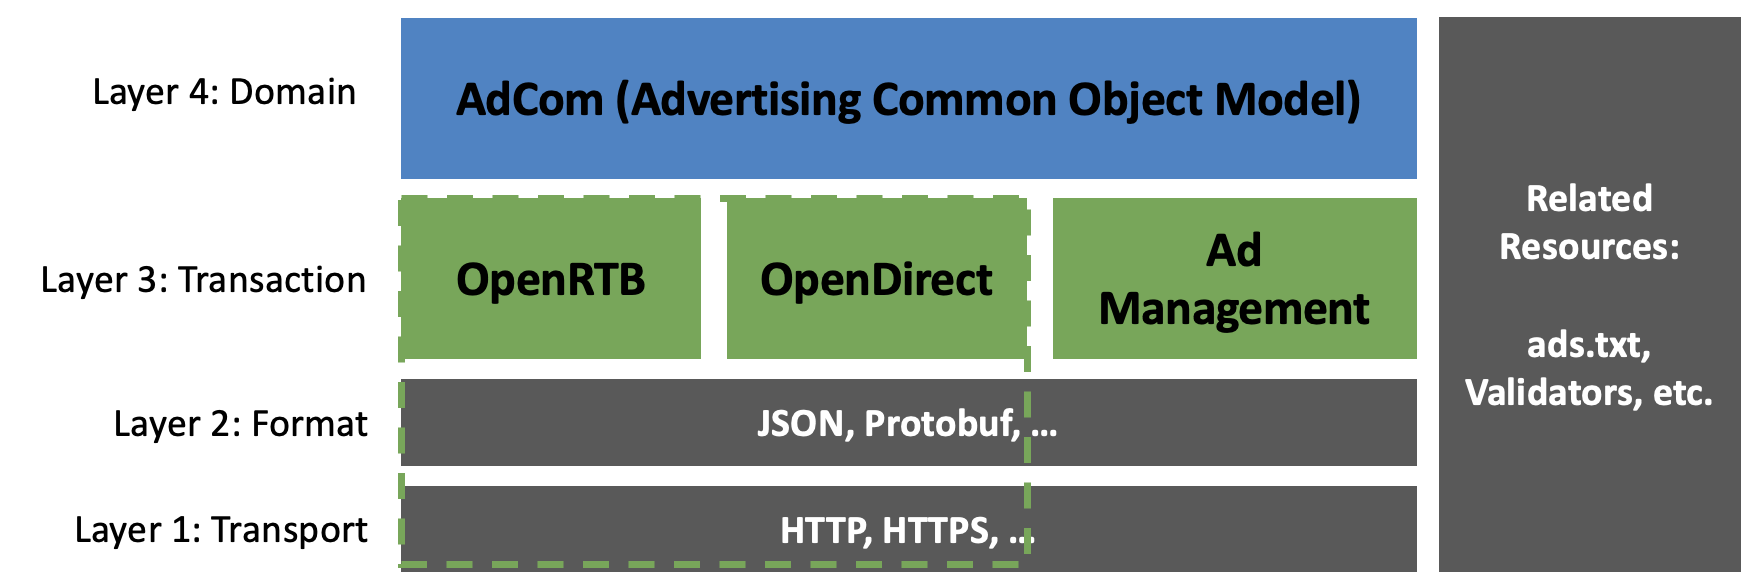 Layer 4: Domain
AdCom (Advertising Common Object Model)
Layer 3: Transaction
OpenRTB
OpenDirect
Ad
Management
Layer 2: Format
JSON, Protobuf, ...
Layer 1: Transport
HTTP, HTTPS, ...
Related
Resources:
ads.txt,
Validators, etc.